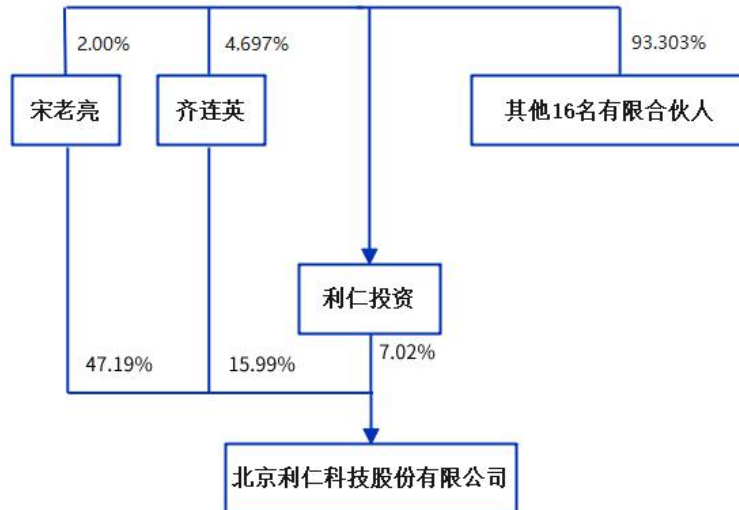 2.00%
4.697%
93.303%
宋老亮
齐连英
其他16名有限合伙人
利仁投资
47.19%
15.99%
7.02%
北京利仁科技股份有限公司